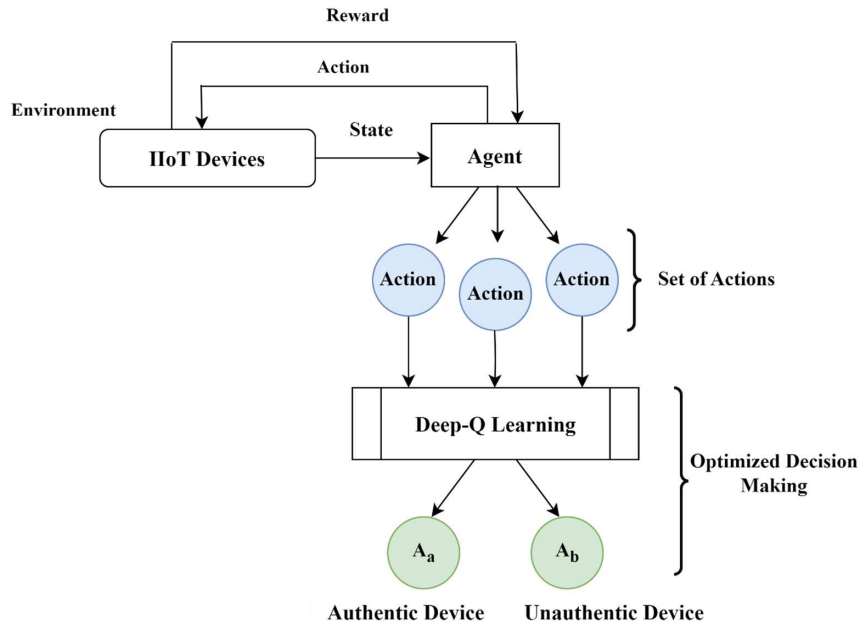 Reward
Action
Environment
State
IIoT Devices
Agent
Action
Action
Action
Set of Actions
Deep-Q Learning
Optimized Decision
Making
Aₐ
A_b
Authentic Device
Unauthentic Device